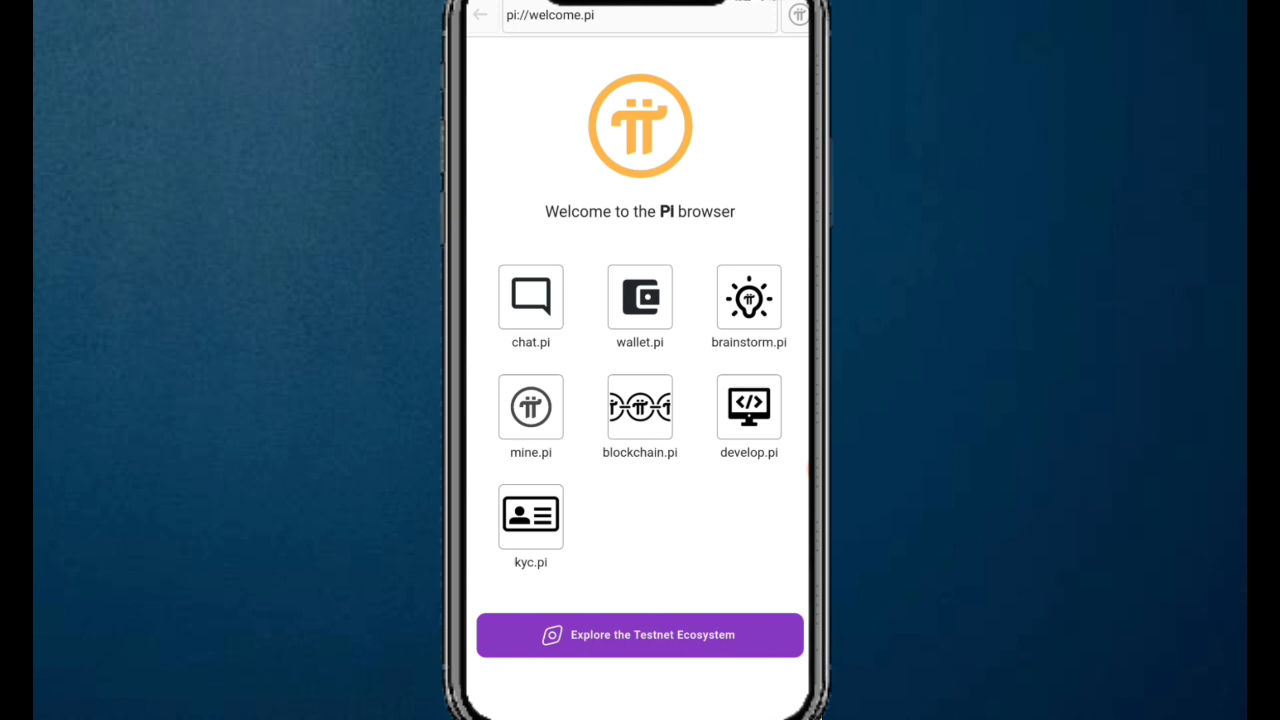 pi://welcome.pi
Welcome to the Pi browser
chat.pi
wallet.pi
brainstorm.pi
mine.pi
blockchain.pi
develop.pi
kyc.pi
Explore the Testnet Ecosystem